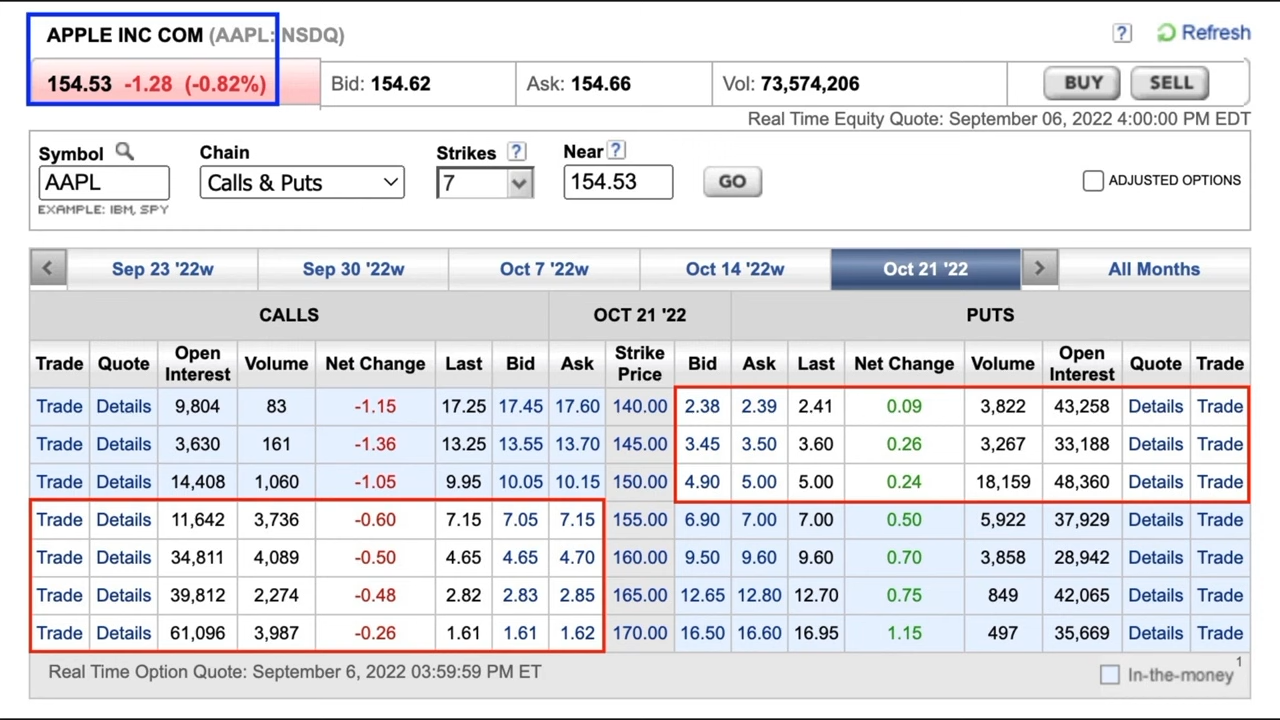 APPLE INC COM (AAPL: NSDQ) ? Refresh
154.53 -1.28 (-0.82%) Bid: 154.62 Ask: 154.66 Vol: 73,574,206 BUY SELL
Real Time Equity Quote: September 06, 2022 4:00:00 PM EDT
Symbol Chain Strikes ? Near ?
AAPL Calls & Puts 7 154.53 GO ADJUSTED OPTIONS
EXAMPLE: IBM, SPY
< Sep 23 '22w Sep 30 '22w Oct 7 '22w Oct 14 '22w Oct 21 '22 > All Months
CALLS OCT 21 '22 PUTS
Trade Quote Open Interest Volume Net Change Last Bid Ask Strike Price Bid Ask Last Net Change Volume Open Interest Quote Trade
Trade Details 9,804 83 -1.15 17.25 17.45 17.60 140.00 2.38 2.39 2.41 0.09 3,822 43,258 Details Trade
Trade Details 3,630 161 -1.36 13.25 13.55 13.70 145.00 3.45 3.50 3.60 0.26 3,267 33,188 Details Trade
Trade Details 14,408 1,060 -1.05 9.95 10.05 10.15 150.00 4.90 5.00 5.00 0.24 18,159 48,360 Details Trade
Trade Details 11,642 3,736 -0.60 7.15 7.05 7.15 155.00 6.90 7.00 7.00 0.50 5,922 37,929 Details Trade
Trade Details 34,811 4,089 -0.50 4.65 4.65 4.70 160.00 9.50 9.60 9.60 0.70 3,858 28,942 Details Trade
Trade Details 39,812 2,274 -0.48 2.82 2.83 2.85 165.00 12.65 12.80 12.70 0.75 849 42,065 Details Trade
Trade Details 61,096 3,987 -0.26 1.61 1.61 1.62 170.00 16.50 16.60 16.95 1.15 497 35,669 Details Trade
Real Time Option Quote: September 6, 2022 03:59:59 PM ET In-the-money 1